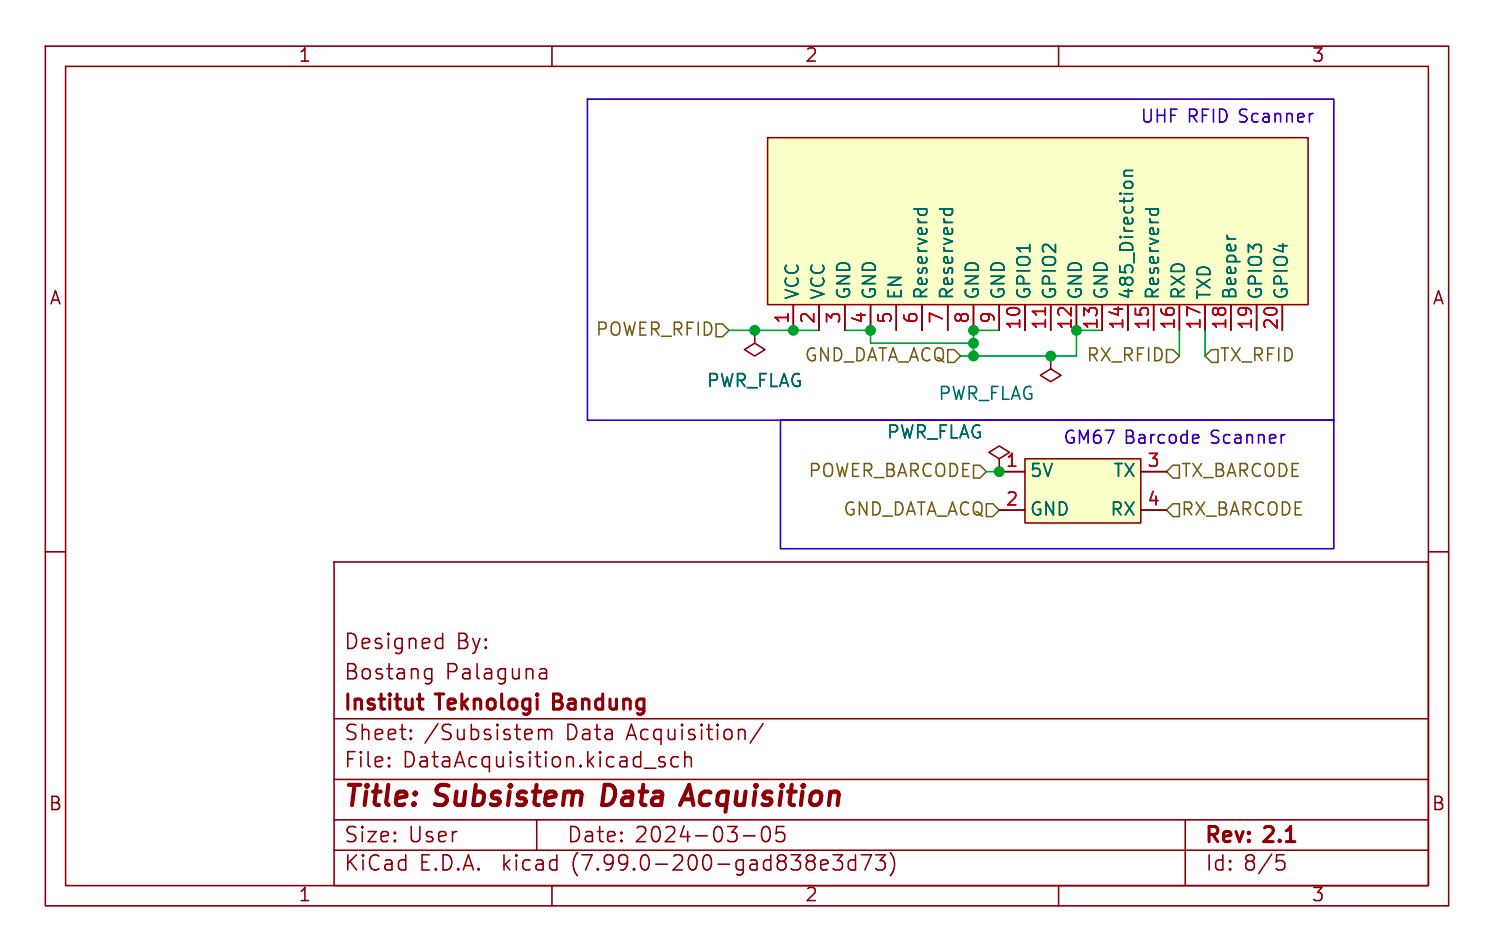 1 2 3
UHF RFID Scanner
VCC
VCC
GND
GND
EN
Reserverd
Reserverd
GND
GND
GPIO1
GPIO2
GND
GND
485_Direction
Reserverd
RXD
TXD
Beeper
GPIO3
GPIO4
A A
1 2 3 4 5 6 7 8 9 10 11 12 13 14 15 16 17 18 19 20
POWER_RFID
GND_DATA_ACQ RX_RFID TX_RFID
PWR_FLAG
PWR_FLAG
PWR_FLAG
GM67 Barcode Scanner
POWER_BARCODE 1 5V TX 3 TX_BARCODE
GND_DATA_ACQ 2 GND RX 4 RX_BARCODE
Designed By:
Bostang Palaguna
Institut Teknologi Bandung
Sheet: /Subsistem Data Acquisition/
File: DataAcquisition.kicad_sch
Title: Subsistem Data Acquisition
B B
Size: User Date: 2024-03-05 Rev: 2.1
KiCad E.D.A. kicad (7.99.0-200-gad838e3d73) Id: 8/5
1 2 3